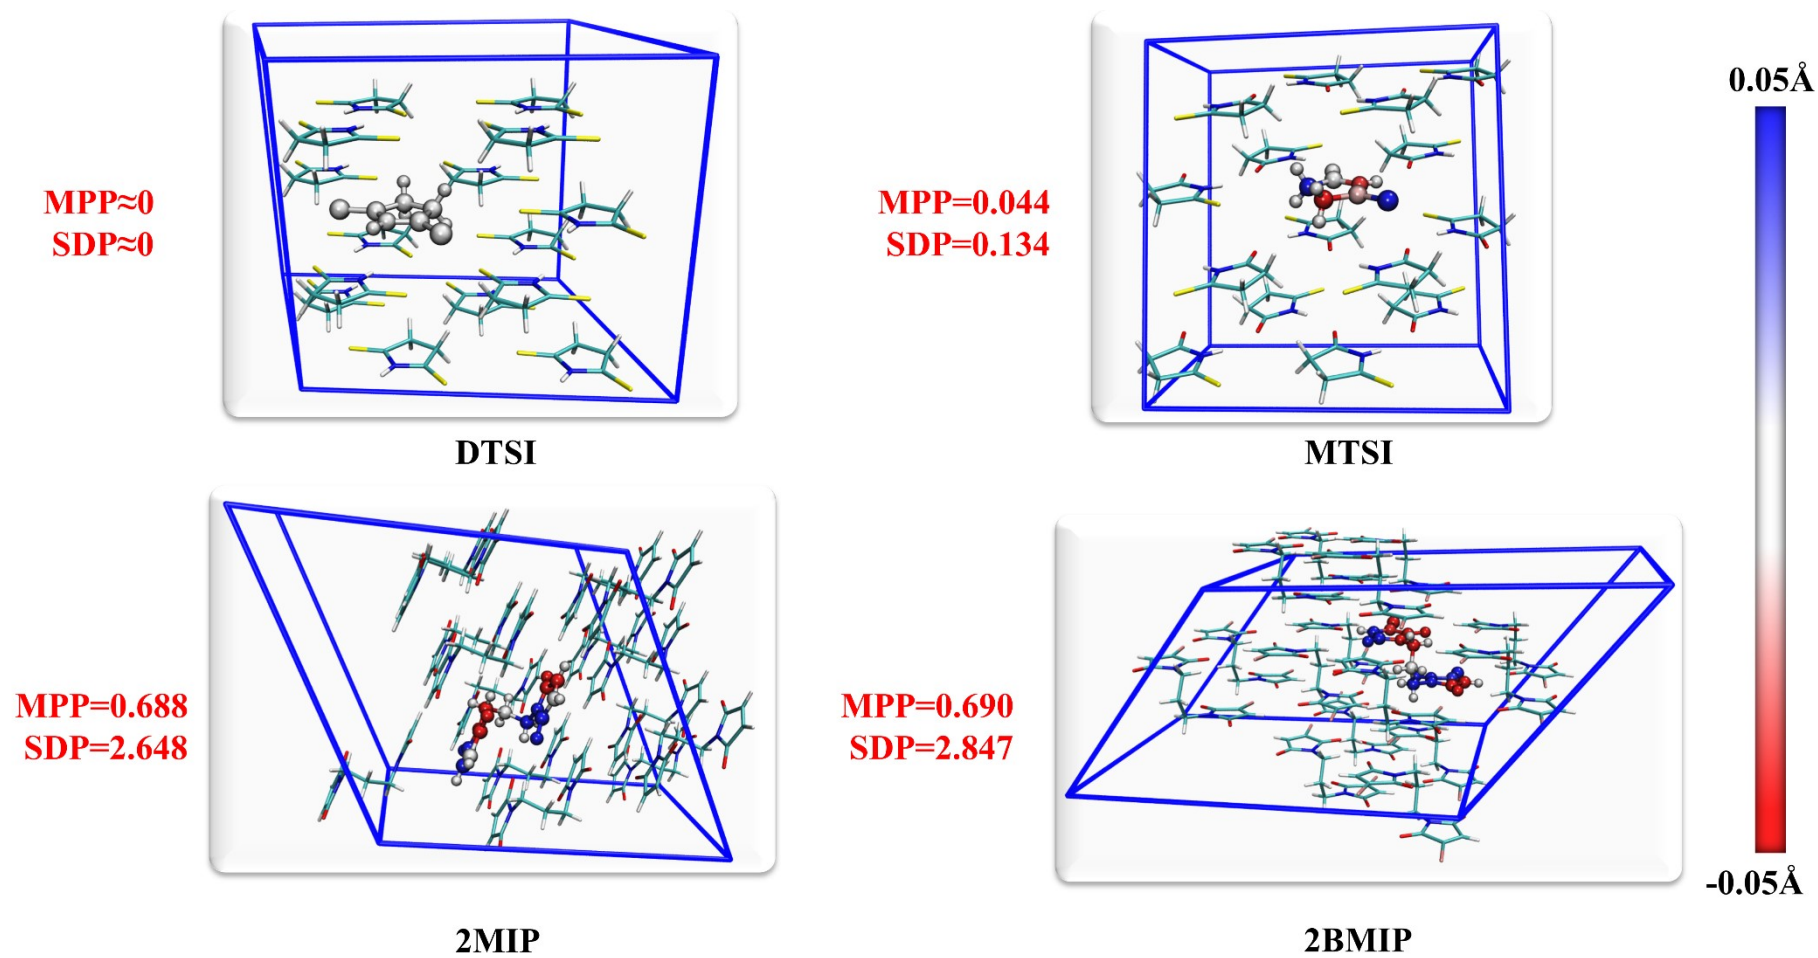 0.05Å
MPP≈0
SDP≈0
MPP=0.044
SDP=0.134
DTSI
MTSI
MPP=0.688
SDP=2.648
MPP=0.690
SDP=2.847
-0.05Å
2MIP
2BMIP